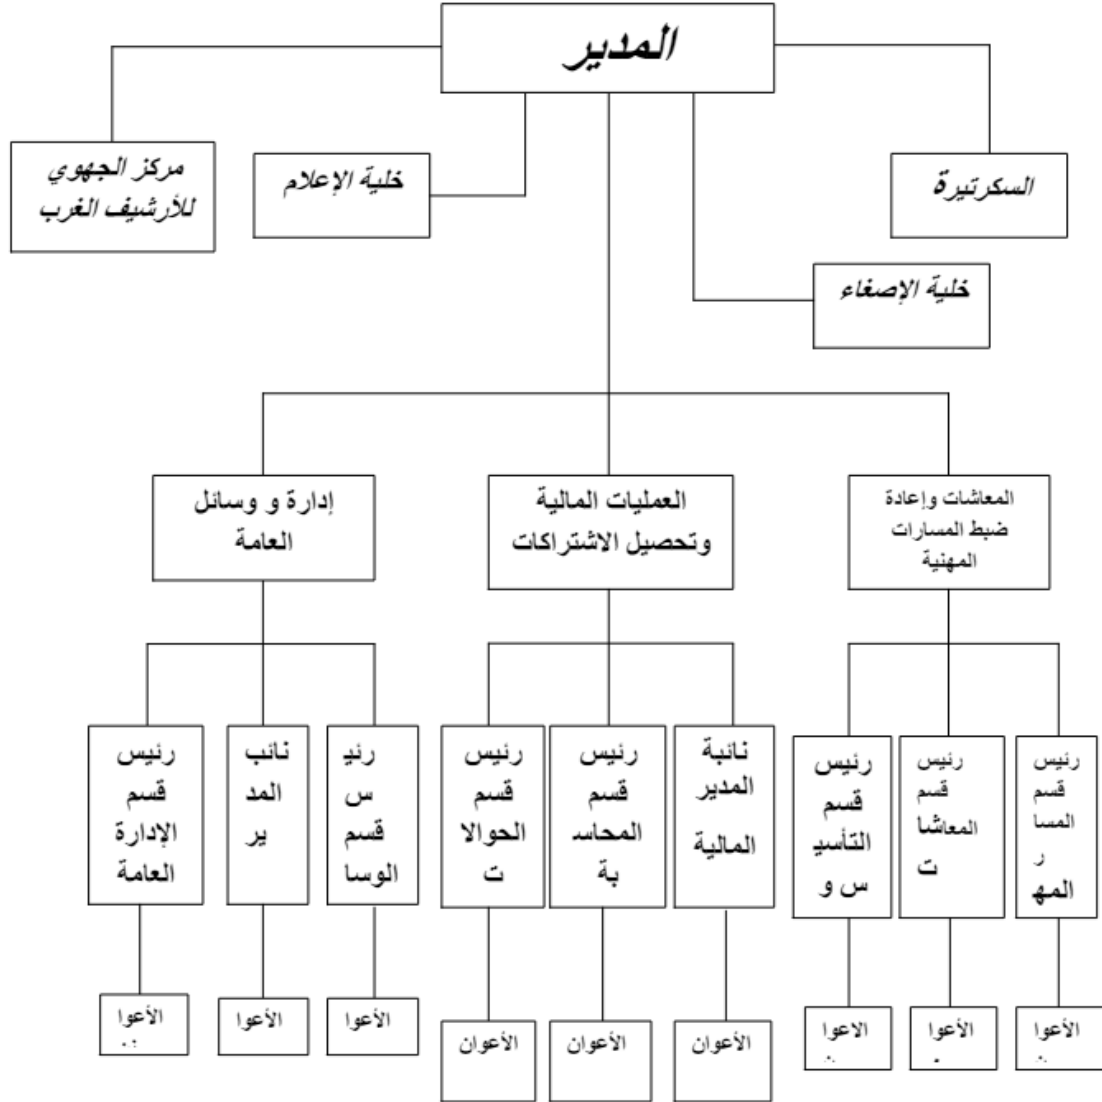 المدير
السكرتيرة
خلية الإعلام
مركز الجهوي
للأرشيف الغرب
خلية الإصغاء
المعاشات وإعادة
ضبط المسارات
المهنية
العمليات المالية
وتحصيل الاشتراكات
إدارة و وسائل
العامة
رئيس
قسم
المسا
ر
المه
رئيس
قسم
المعاشا
ت
رئيس
قسم
التأسي
س و
نائبة
المدير
المالية
رئيس
قسم
المحاس
بة
رئيس
قسم
الحوالا
ت
رئي
س
قسم
الوسا
نائب
المد
ير
رئيس
قسم
الإدارة
العامة
الأعوا
الأعوا
الاعوا
الأعوان
الأعوان
الأعوان
الأعوا
الأعوا
الأعوا